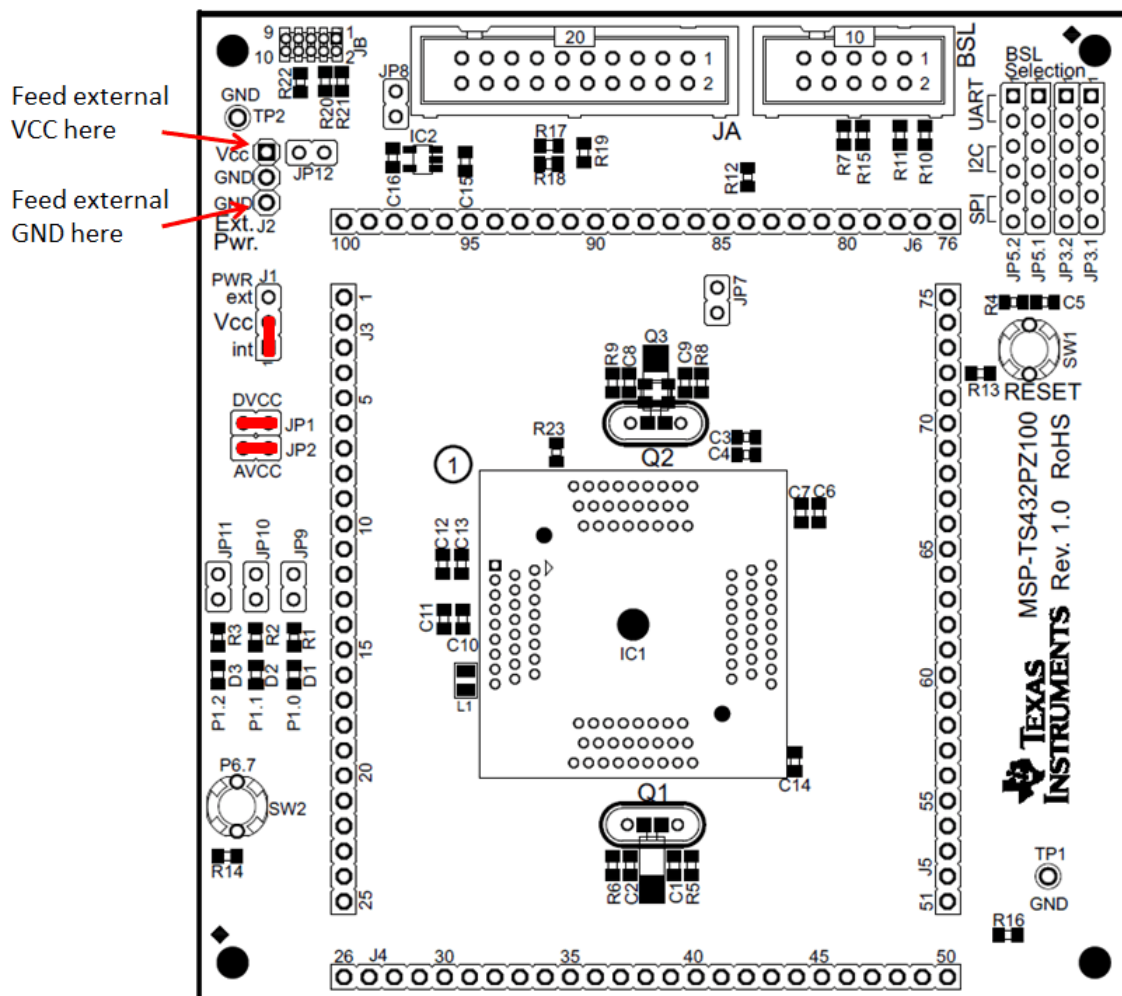 Feed external
VCC here
Feed external
GND here
9
10
1
2
JB
R22
R20
R21
GND
TP2
Vcc
GND
GND
J2
Ext.
Pwr.
JP12
JP8
IC2
C16
C15
20
1
2
JA
R17
R18
R19
R12
10
1
2
BSL
R7
R15
R11
R10
BSL
Selection
UART
I2C
SPI
1
1
1
1
JP5.2
JP5.1
JP3.2
JP3.1
100
95
90
85
80
J6
76
PWR
J1
ext
Vcc
int
1
DVCC
JP1
JP2
AVCC
1
J3
5
10
15
20
25
JP7
75
70
65
60
55
J5
51
R4
C5
SW1
R13
RESET
R9
C8
Q3
C9
R8
Q2
R23
C3
C4
1
C7
C6
C12
C13
C11
C10
L1
IC1
JP11
JP10
JP9
R3
R2
R1
D3
D2
D1
P1.2
P1.1
P1.0
P6.7
SW2
R14
C14
Q1
R6
C2
C1
R5
MSP-TS432PZ100
Rev. 1.0 RoHS
TEXAS
INSTRUMENTS
TP1
GND
R16
26
J4
30
35
40
45
50